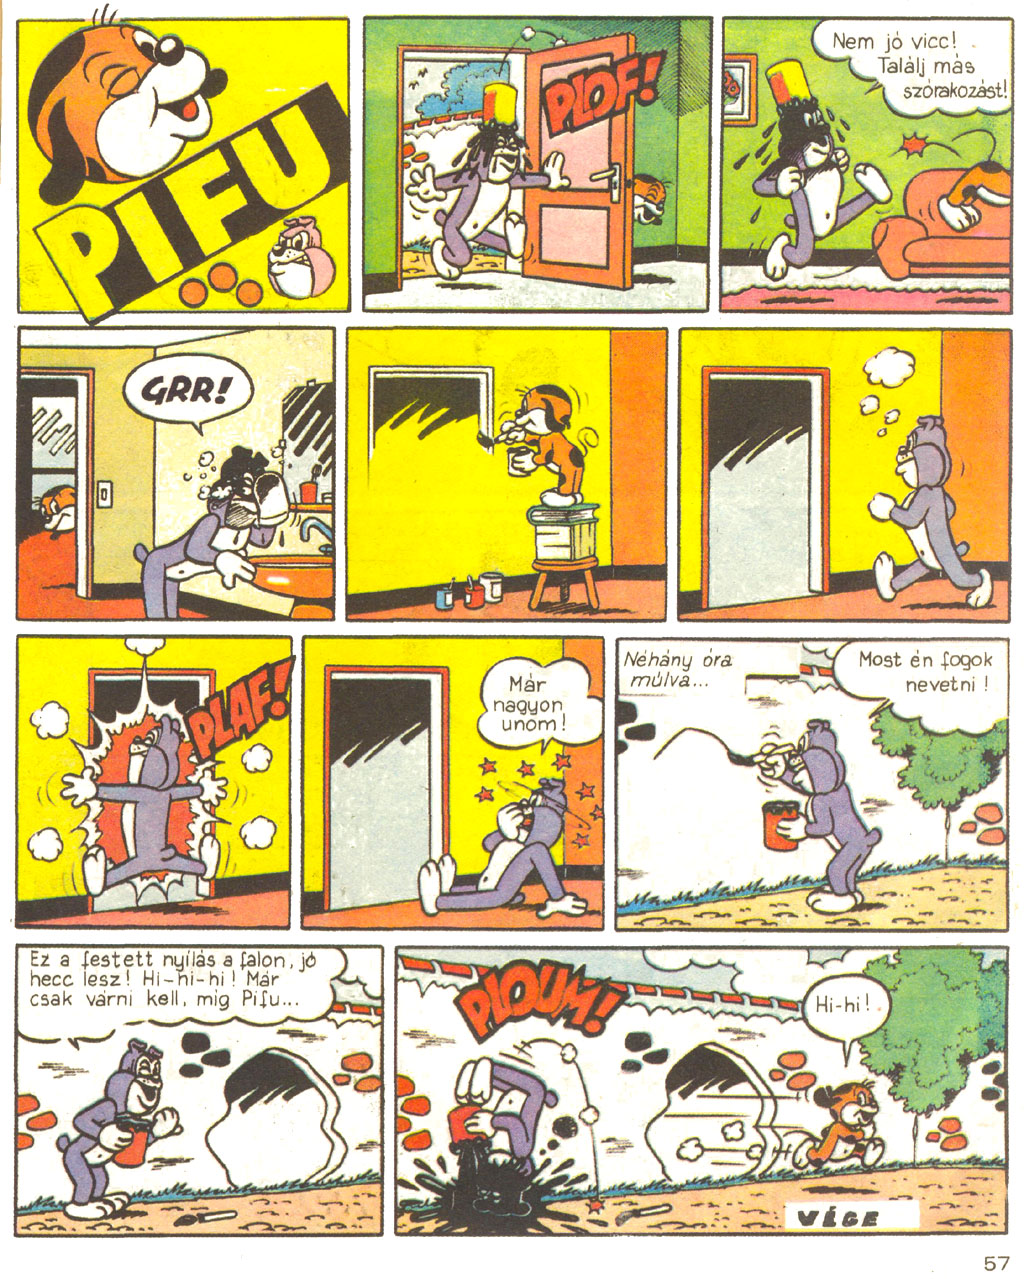 PIFU
PLOF!
Nem jó vicc!
Találj más
szórakozást!
GRR!
PLAF!
Már
nagyon
unom!
Néhány óra
múlva...
Most én fogok
nevetni!
Ez a festett nyílás a falon, jó
hecc lesz! Hi-hi-hi! Már
csak várni kell, míg Pifu...
PLOUM!
Hi-hi!
VÉGE
57